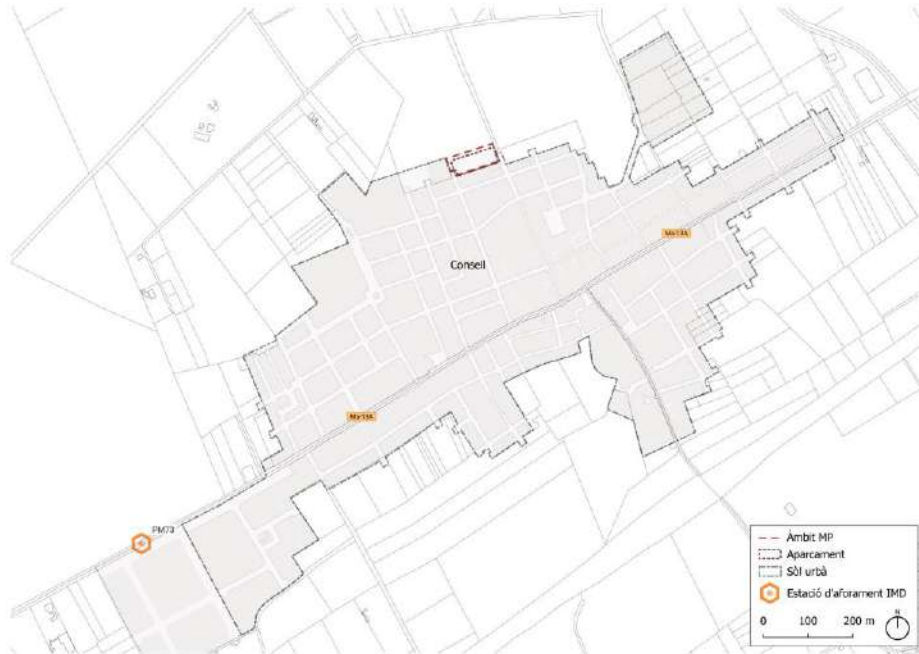 Consell
Ma-13A
Ma-13A
PM73
Àmbit MP
Aparcament
Sòl urbà
Estació d'aforament IMD
N
0 100 200 m